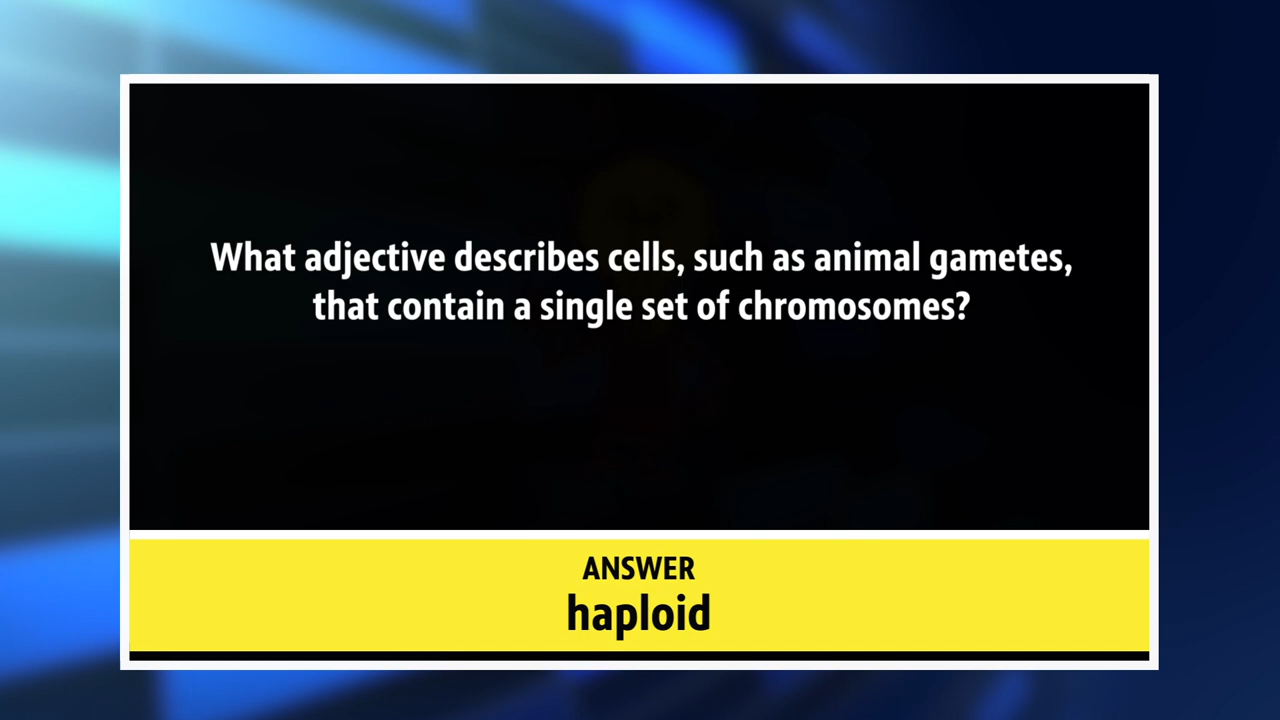 What adjective describes cells, such as animal gametes,
that contain a single set of chromosomes?
ANSWER
haploid